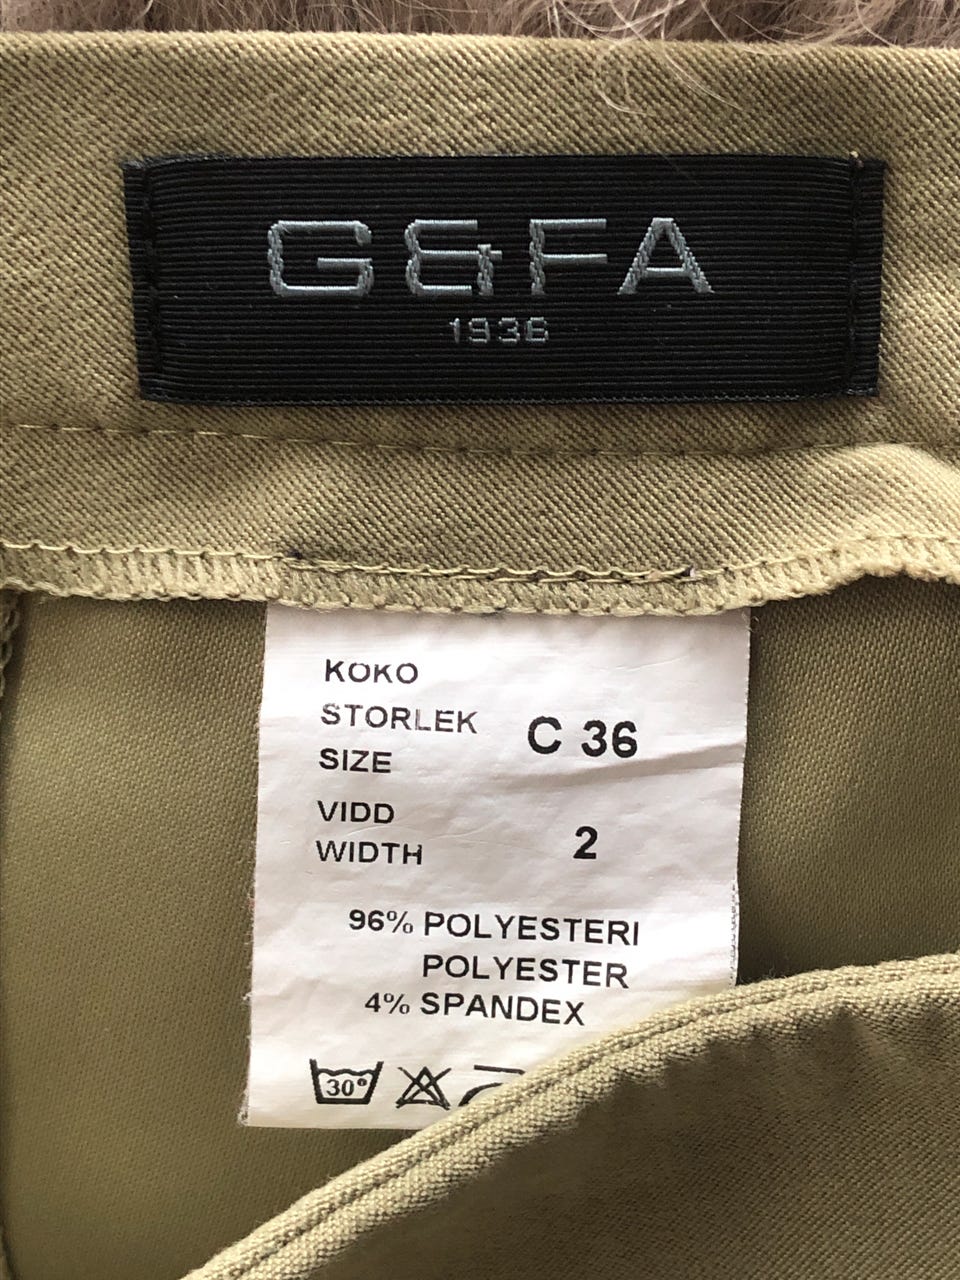 G&FA
1936
KOKO
STORLEK
SIZE
C 36
VIDD
WIDTH
2
96% POLYESTERI
POLYESTER
4% SPANDEX
30°